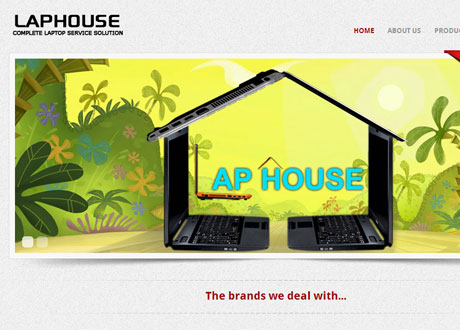 LAPHOUSE
COMPLETE LAPTOP SERVICE SOLUTION
HOME ABOUT US PRODU
AP HOUSE
The brands we deal with...